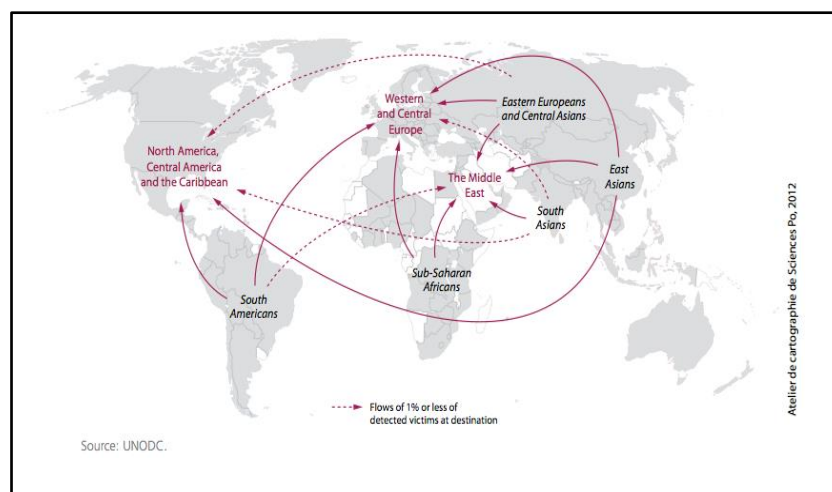 Western
and Central
Europe
Eastern Europeans
and Central Asians
North America,
Central America
and the Caribbean
The Middle
East
East
Asians
South
Asians
Sub-Saharan
Africans
South
Americans
Flows of 1% or less of
detected victims at destination
Source: UNODC.
Atelier de cartographie de Sciences Po, 2012